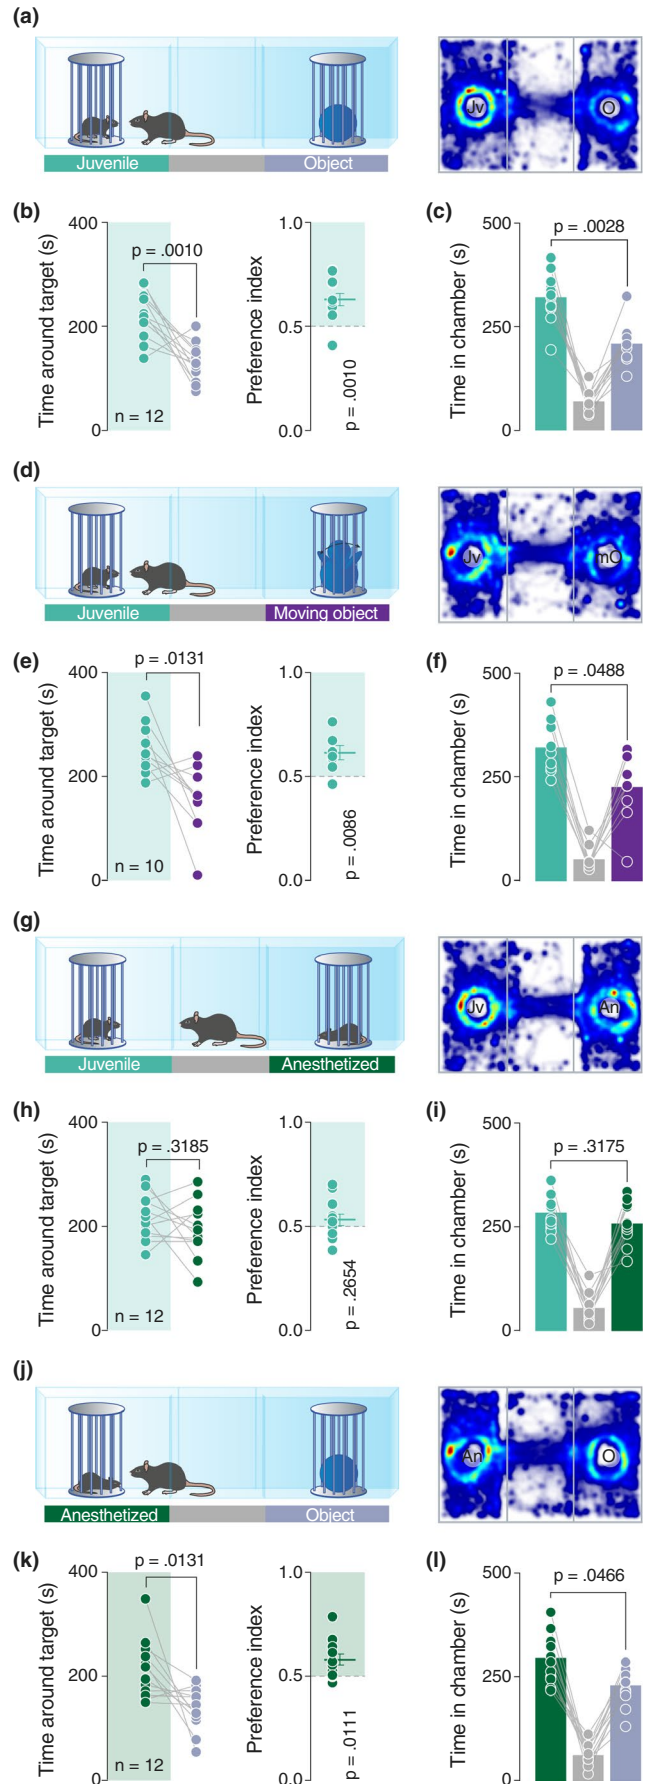 (a)
Juvenile
Object
Jv
O
(b)
Time around target (s)
400
200
0
p = .0010
n = 12
Preference index
1.0
0.5
0.0
p = .0010
(c)
Time in chamber (s)
500
250
0
p = .0028
(d)
Juvenile
Moving object
Jv
mO
(e)
Time around target (s)
400
200
0
p = .0131
n = 10
Preference index
1.0
0.5
0.0
p = .0086
(f)
Time in chamber (s)
500
250
0
p = .0488
(g)
Juvenile
Anesthetized
Jv
An
(h)
Time around target (s)
400
200
0
p = .3185
n = 12
Preference index
1.0
0.5
0.0
p = .2654
(i)
Time in chamber (s)
500
250
0
p = .3175
(j)
Anesthetized
Object
An
O
(k)
Time around target (s)
400
200
0
p = .0131
n = 12
Preference index
1.0
0.5
0.0
p = .0111
(l)
Time in chamber (s)
500
250
0
p = .0466